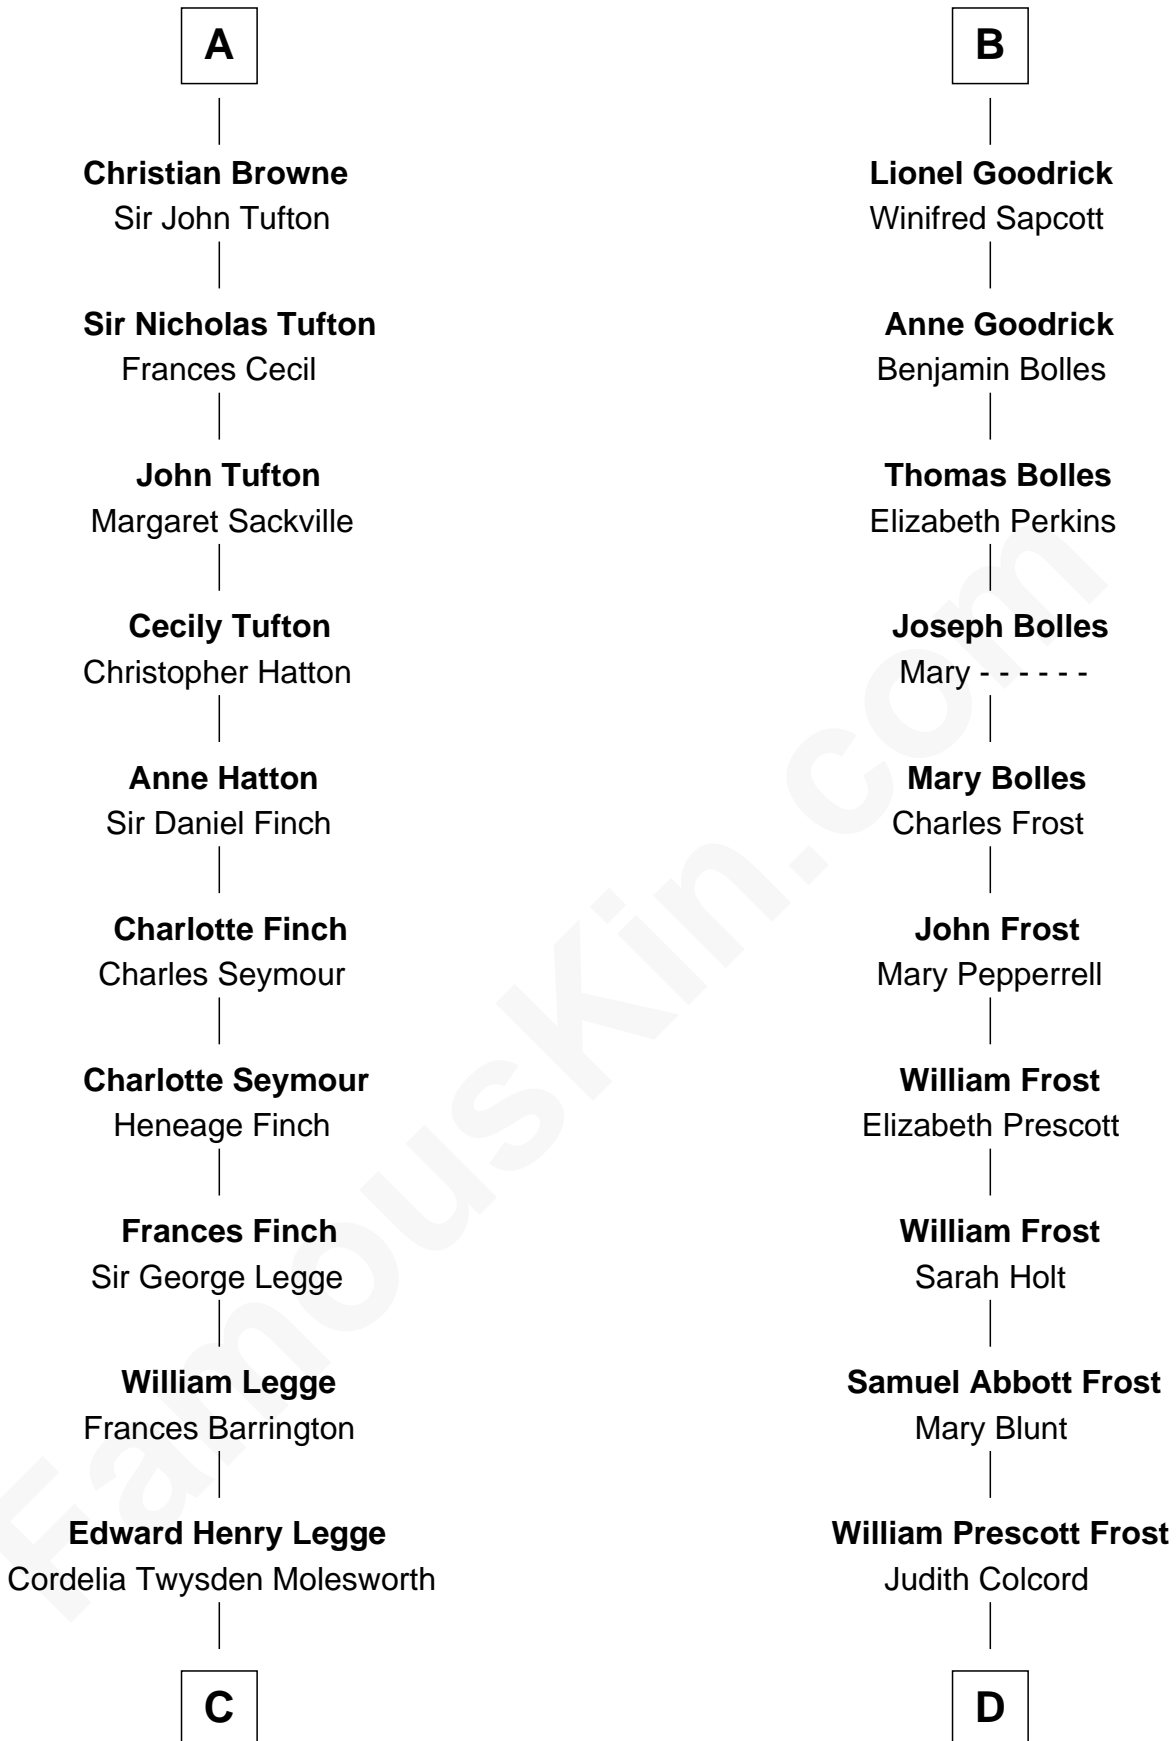 A
Christian Browne
Sir John Tufton
Sir Nicholas Tufton
Frances Cecil
John Tufton
Margaret Sackville
Cecily Tufton
Christopher Hatton
Anne Hatton
Sir Daniel Finch
Charlotte Finch
Charles Seymour
Charlotte Seymour
Heneage Finch
Frances Finch
Sir George Legge
William Legge
Frances Barrington
Edward Henry Legge
Cordelia Twysden Molesworth
C
B
Lionel Goodrick
Winifred Sapcott
Anne Goodrick
Benjamin Bolles
Thomas Bolles
Elizabeth Perkins
Joseph Bolles
Mary - - - - - -
Mary Bolles
Charles Frost
John Frost
Mary Pepperrell
William Frost
Elizabeth Prescott
William Frost
Sarah Holt
Samuel Abbott Frost
Mary Blunt
William Prescott Frost
Judith Colcord
D
FamousKin.com